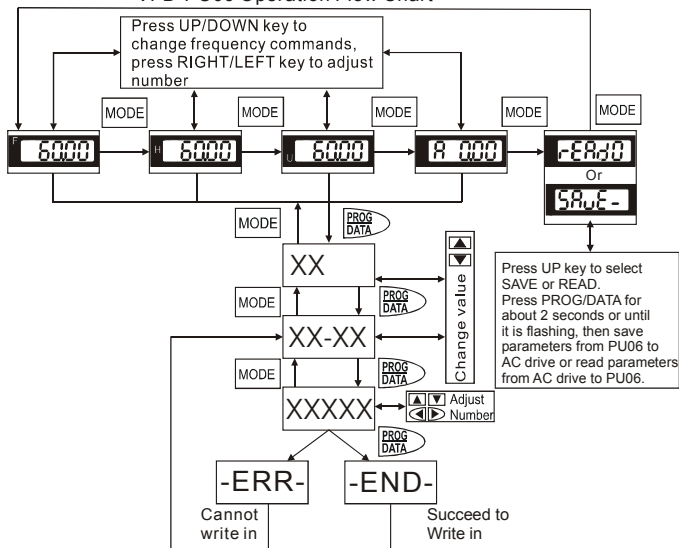 Press UP/DOWN key to
change frequency commands,
press RIGHT/LEFT key to adjust
number
MODE
MODE
MODE
MODE
MODE
F 60.00
H 60.00
U 60.00
A 0.00
rEAd0
Or
SAvE-
MODE
PROG
DATA
XX
MODE
PROG
DATA
XX-XX
MODE
PROG
DATA
XXXXX
PROG
DATA
Change value
Adjust
Number
Press UP key to select
SAVE or READ.
Press PROG/DATA for
about 2 seconds or until
it is flashing, then save
parameters from PU06 to
AC drive or read parameters
from AC drive to PU06.
-ERR-
-END-
Cannot
write in
Succeed to
Write in